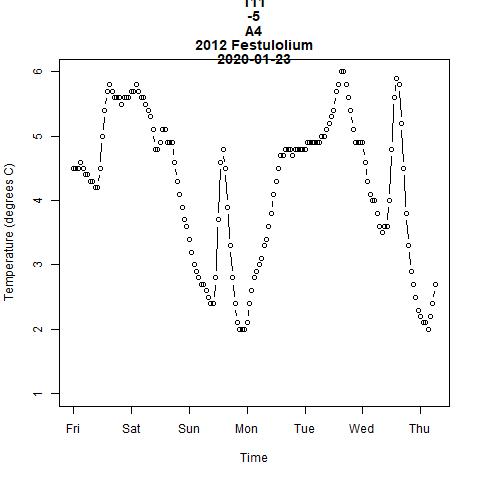 T11
-5
A4
2012 Festulolium
2020-01-23
Temperature (degrees C)
6
5
4
3
2
1
Fri Sat Sun Mon Tue Wed Thu
Time